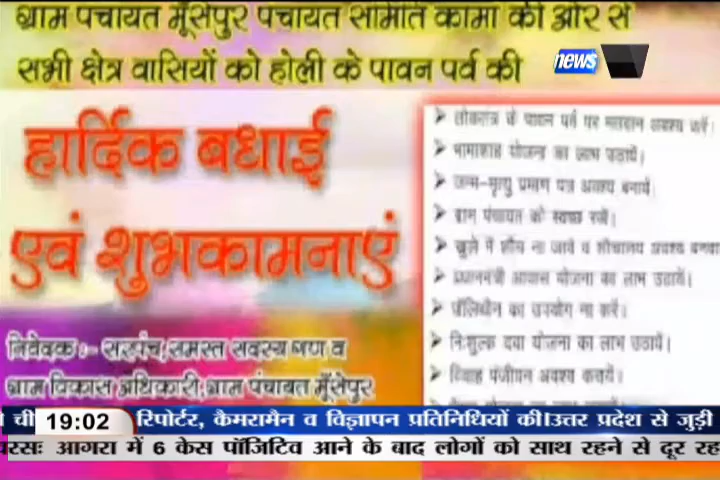 ग्राम पंचायत मूँसेपुर पंचायत समिति कामा की ओर से
सभी क्षेत्र वासियों को होली के पावन पर्व की
news
हार्दिक बधाई
एवं शुभकामनाएं
लोकतंत्र के पावन पर्व पर मतदान अवश्य करें।
भामाशाह योजना का लाभ उठायें।
जन्म-मृत्यु प्रमाण पत्र अवश्य बनायें।
ग्राम पंचायत को स्वच्छ रखें।
खुले में शौच ना जावे व शौचालय अवश्य बनवा
प्रधानमंत्री आवास योजना का लाभ उठायें।
पॉलिथीन का उपयोग ना करें।
निःशुल्क दवा योजना का लाभ उठायें।
विवाह पंजीयन अवश्य करायें।
निवेदक :- सरपंच,समस्त सदस्य गण व
ग्राम विकास अधिकारी,ग्राम पंचायत मूँसेपुर
ा ची 19:02 रिपोर्टर, कैमरामैन व विज्ञापन प्रतिनिधियों की।उत्तर प्रदेश से जुड़ी
वायरसः आगरा में 6 केस पॉजिटिव आने के बाद लोगों को साथ रहने से दूर रह